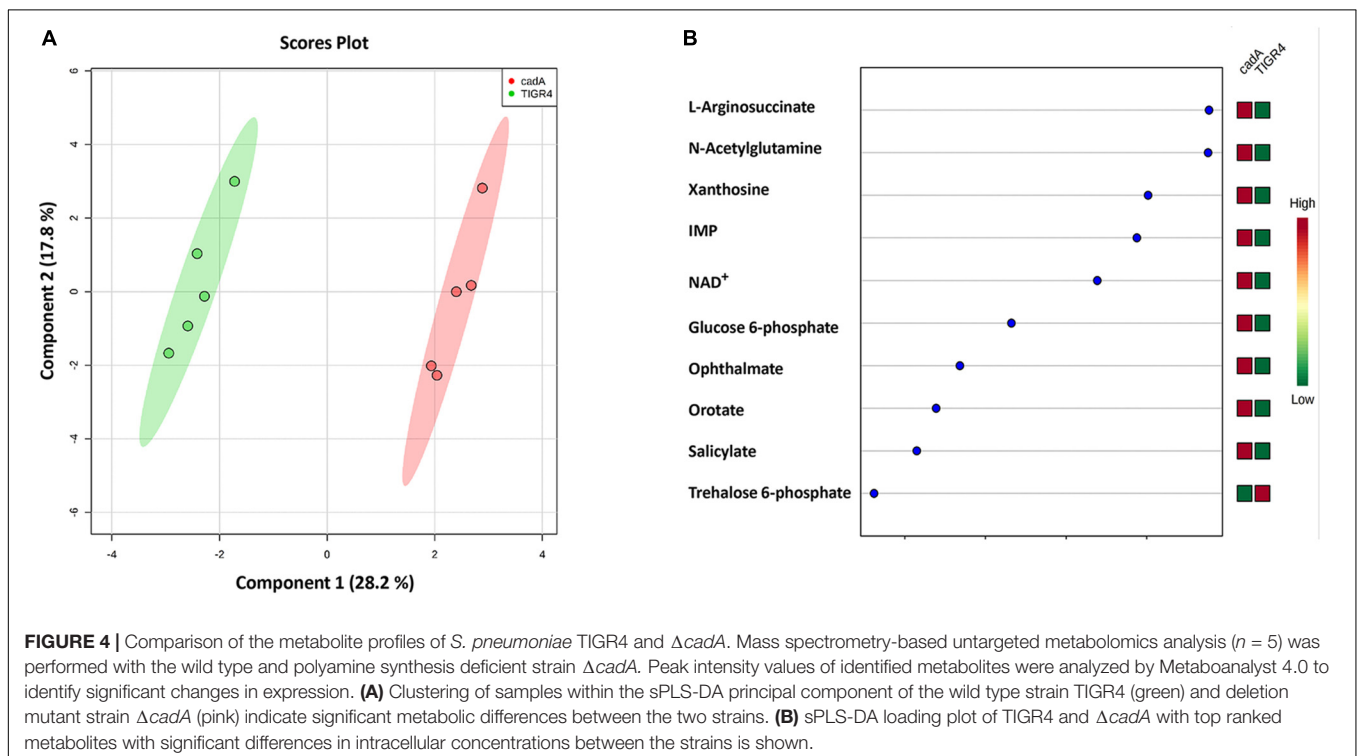 A
Scores Plot
cadA
TIGR4
6
4
2
0
-2
-4
-6
Component 2 (17.8 %)
-4
-2
0
2
4
Component 1 (28.2 %)
B
cadA
TIGR4
L-Arginosuccinate
N-Acetylglutamine
Xanthosine
IMP
NAD+
Glucose 6-phosphate
Ophthalmate
Orotate
Salicylate
Trehalose 6-phosphate
High
Low
FIGURE 4 | Comparison of the metabolite profiles of S. pneumoniae TIGR4 and ΔcadA. Mass spectrometry-based untargeted metabolomics analysis (n = 5) was
performed with the wild type and polyamine synthesis deficient strain ΔcadA. Peak intensity values of identified metabolites were analyzed by Metaboanalyst 4.0 to
identify significant changes in expression. (A) Clustering of samples within the sPLS-DA principal component of the wild type strain TIGR4 (green) and deletion
mutant strain ΔcadA (pink) indicate significant metabolic differences between the two strains. (B) sPLS-DA loading plot of TIGR4 and ΔcadA with top ranked
metabolites with significant differences in intracellular concentrations between the strains is shown.